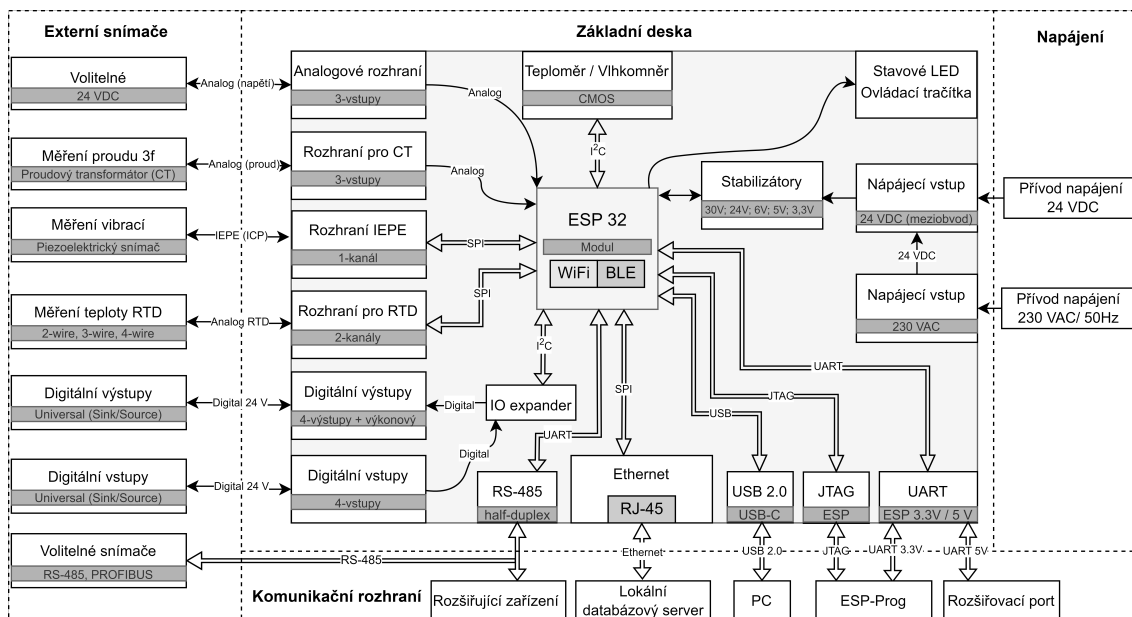 Externí snímače
Základní deska
Napájení
Volitelné
24 VDC
Analog (napětí)
Analogové rozhraní
3-vstupy
Analog
Teploměr / Vlhkomněr
CMOS
I²C
Stavové LED
Ovládací tračítka
Měření proudu 3f
Proudový transformátor (CT)
Analog (proud)
Rozhraní pro CT
3-vstupy
Analog
Stabilizátory
30V; 24V; 6V; 5V; 3,3V
Nápájecí vstup
24 VDC (meziobvod)
Přívod napájení
24 VDC
Měření vibrací
Piezoelektrický snímač
IEPE (ICP)
Rozhraní IEPE
1-kanál
SPI
ESP 32
Modul
WiFi
BLE
24 VDC
Měření teploty RTD
2-wire, 3-wire, 4-wire
Analog RTD
Rozhraní pro RTD
2-kanály
SPI
Napájecí vstup
230 VAC
Přívod napájení
230 VAC/ 50Hz
I²C
Digitální výstupy
Universal (Sink/Source)
Digital 24 V
Digitální výstupy
4-výstupy + výkonový
Digital
IO expander
UART
SPI
USB
JTAG
UART
Digitální vstupy
Universal (Sink/Source)
Digital 24 V
Digitální vstupy
4-vstupy
Digital
RS-485
half-duplex
Ethernet
RJ-45
USB 2.0
USB-C
JTAG
ESP
UART
ESP 3.3V / 5 V
Volitelné snímače
RS-485, PROFIBUS
RS-485
Ethernet
USB 2.0
JTAG
UART 3.3V
UART 5V
Komunikační rozhraní
Rozšiřující zařízení
Lokální
databázový server
PC
ESP-Prog
Rozšiřovací port